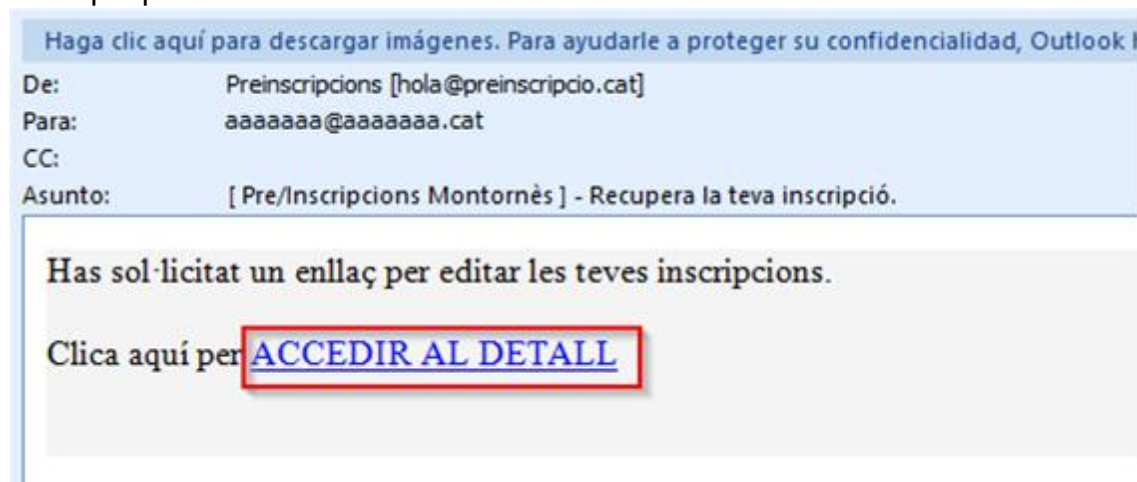 Haga clic aquí para descargar imágenes. Para ayudarle a proteger su confidencialidad, Outlook
De: Preinscripcions [hola@preinscripcio.cat]
Para: aaaaaaa@aaaaaaa.cat
CC:
Asunto: [ Pre/Inscripcions Montornès ] - Recupera la teva inscripció.
Has sol·licitat un enllaç per editar les teves inscripcions.
Clica aquí per ACCEDIR AL DETALL